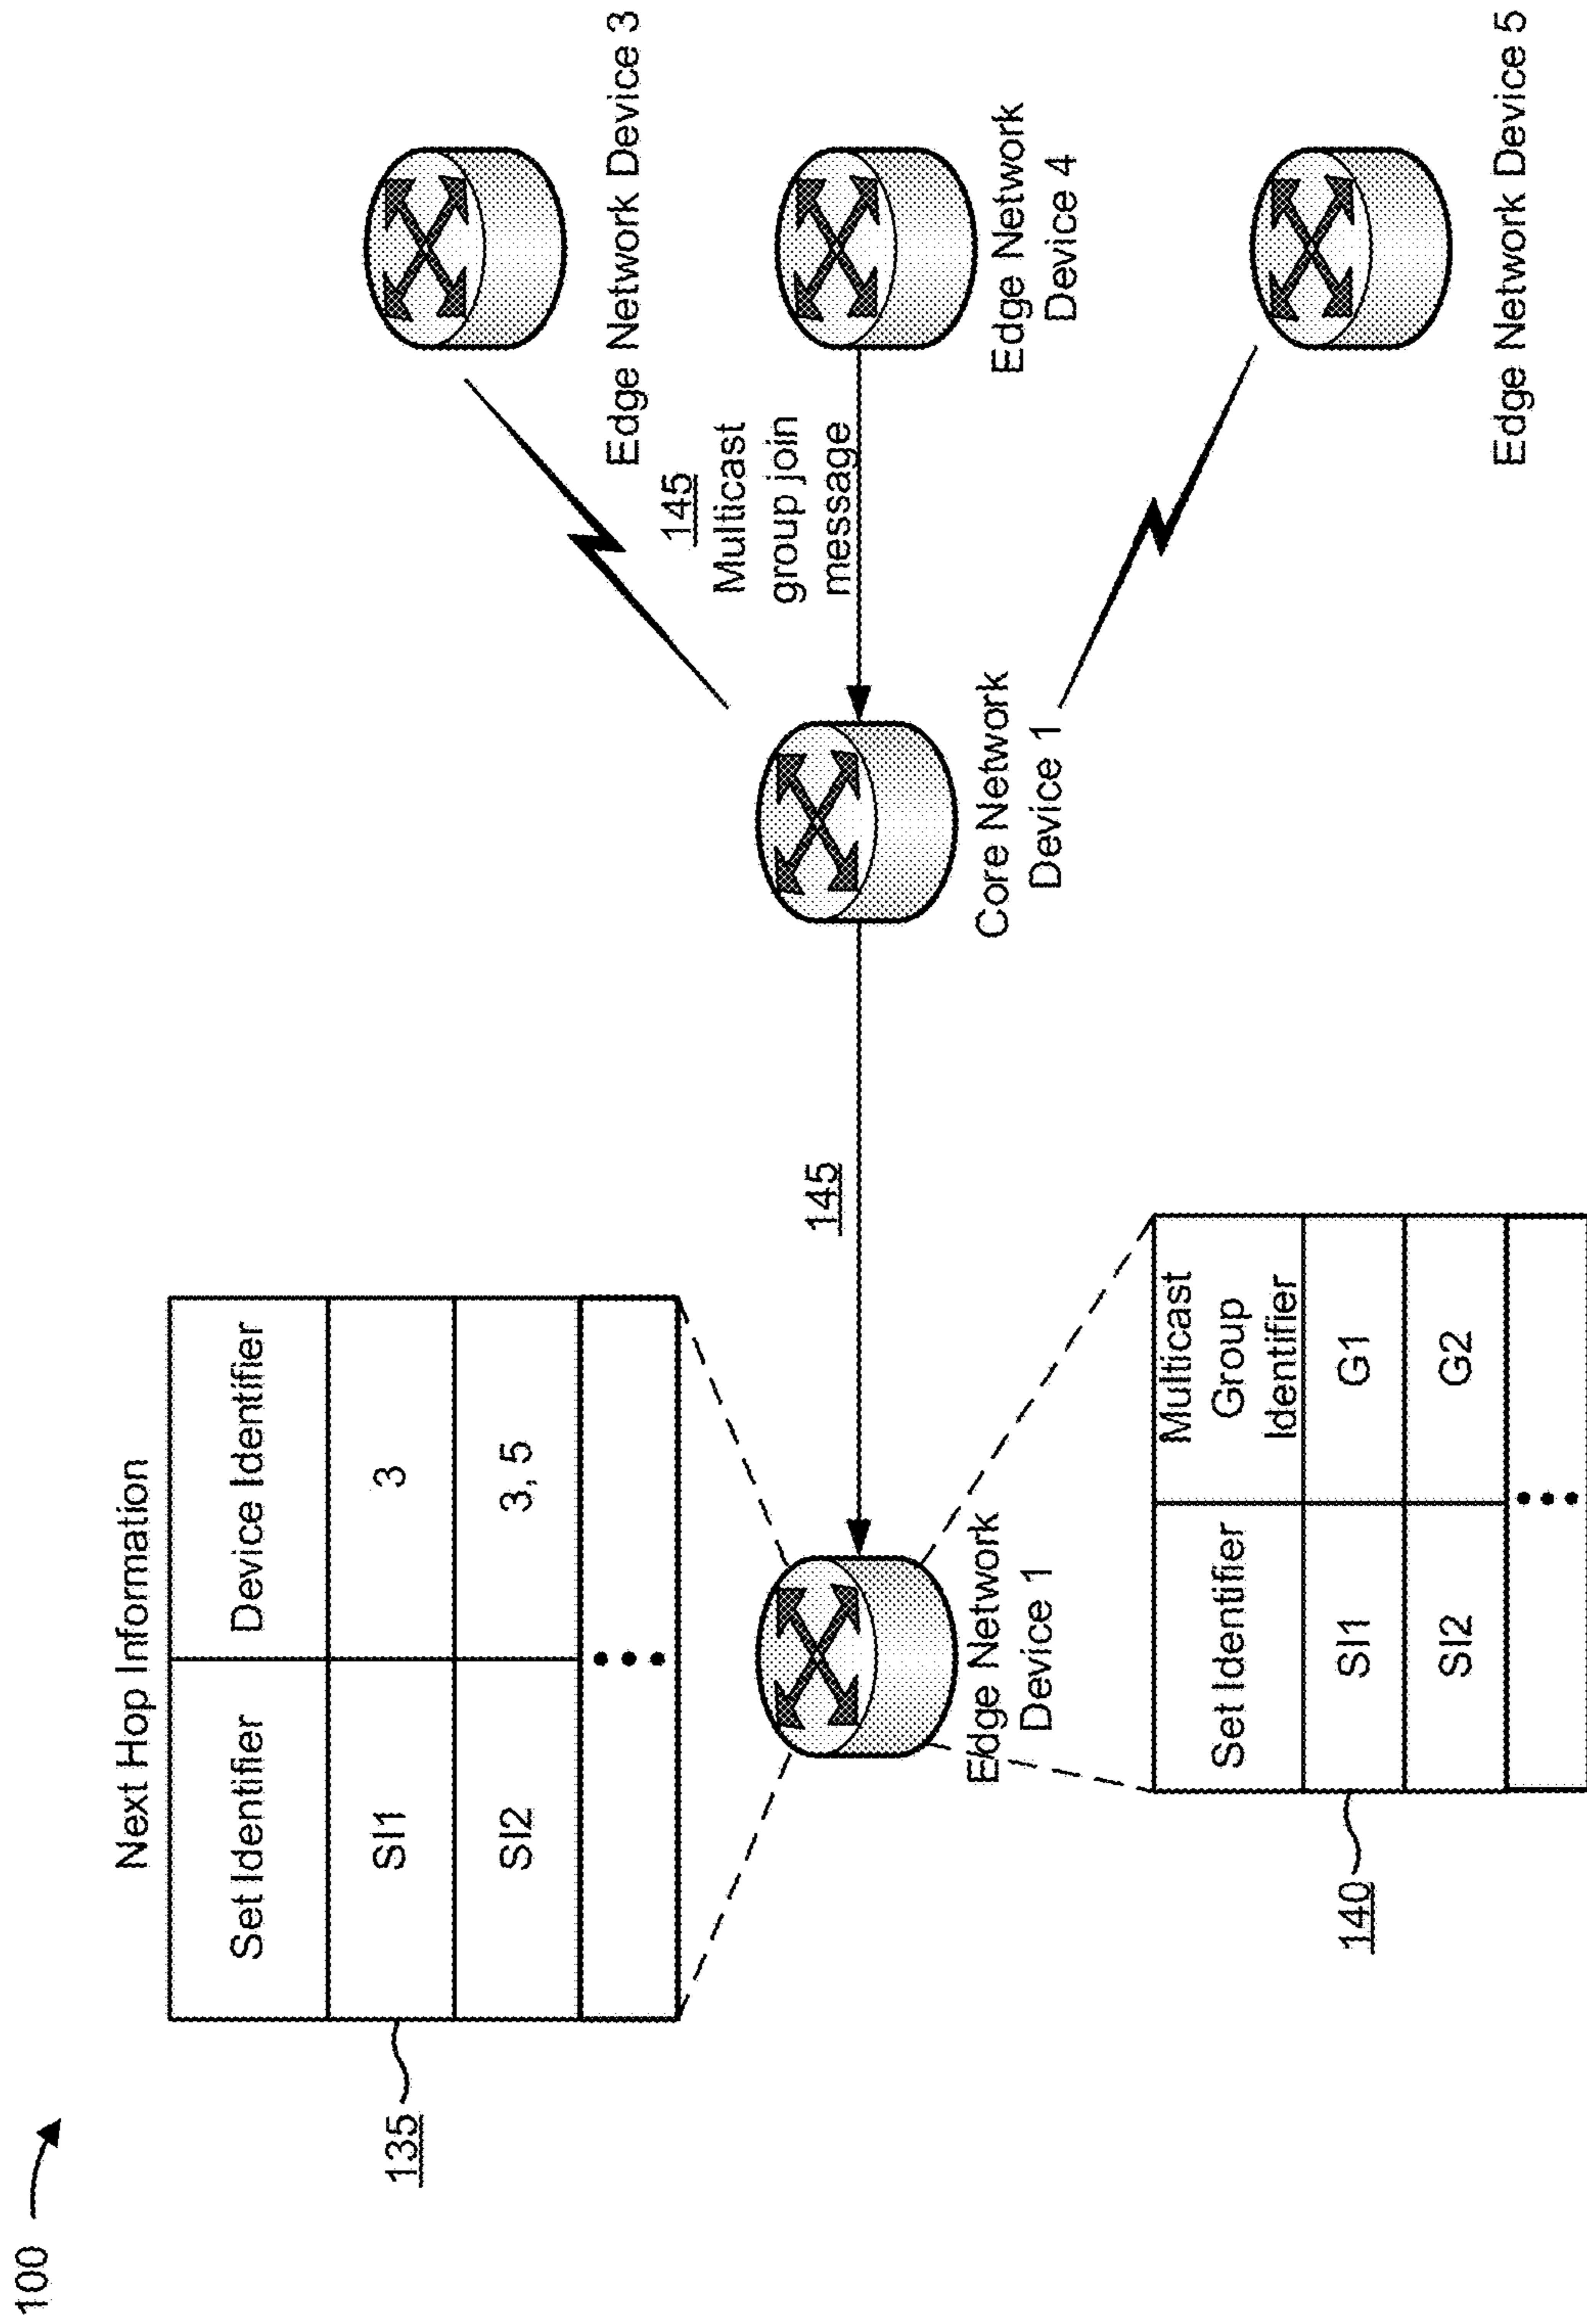 100
Next Hop Information
Set Identifier
Device Identifier
SI1
3
SI2
3, 5
135
Edge Network Device 3
145
Multicast
group join
message
145
Edge Network
Device 1
Core Network
Device 1
Edge Network
Device 4
Set Identifier
Multicast
Group
Identifier
SI1
G1
SI2
G2
140
Edge Network Device 5